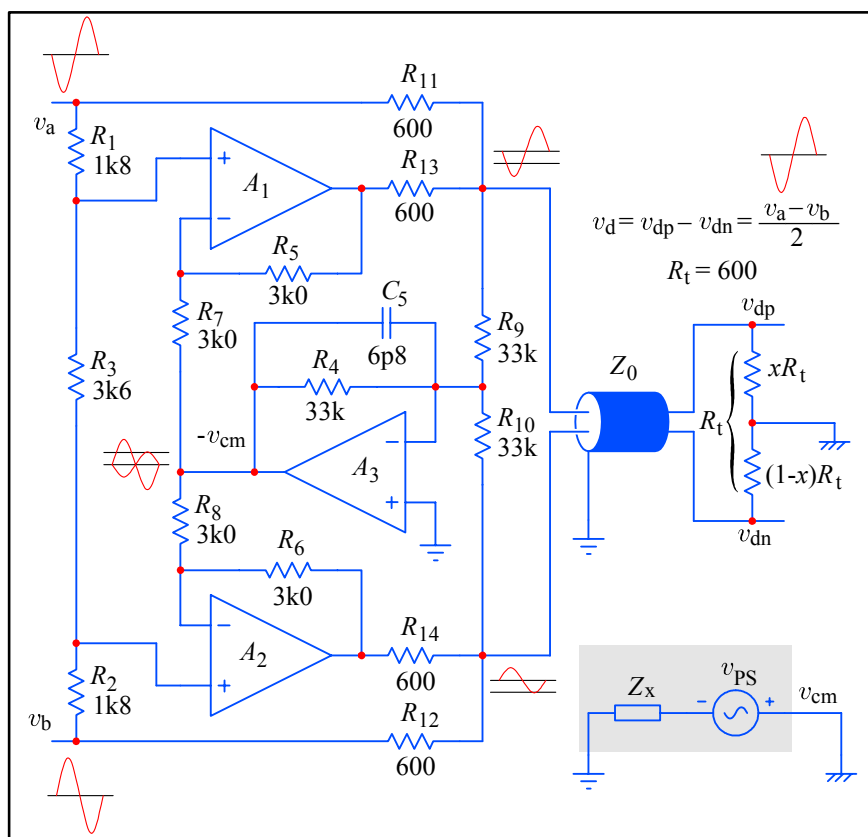 R11
600
va
R1
1k8
+
A1
−
R13
600
R5
3k0
R7
3k0
C5
6p8
R4
33k
R9
33k
R3
3k6
-vcm
−
A3
+
R10
33k
R8
3k0
R6
3k0
−
A2
+
R14
600
R2
1k8
vb
R12
600
vd = vdp − vdn = va − vb / 2
Rt = 600
vdp
Z0
xRt
Rt
(1-x)Rt
vdn
vPS
Zx
−
+
vcm